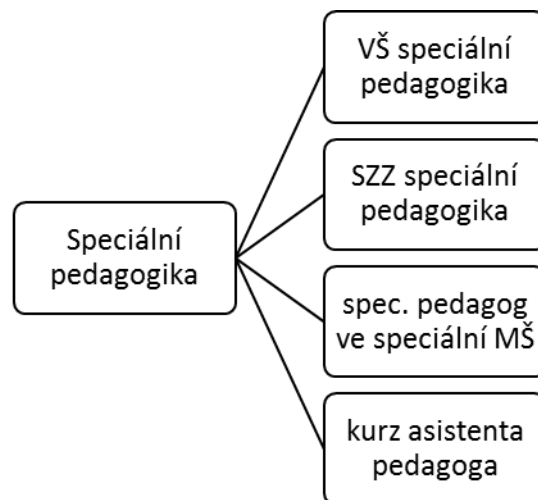 VŠ speciální
pedagogika
SZZ speciální
pedagogika
Speciální
pedagogika
spec. pedagog
ve speciální MŠ
kurz asistenta
pedagoga